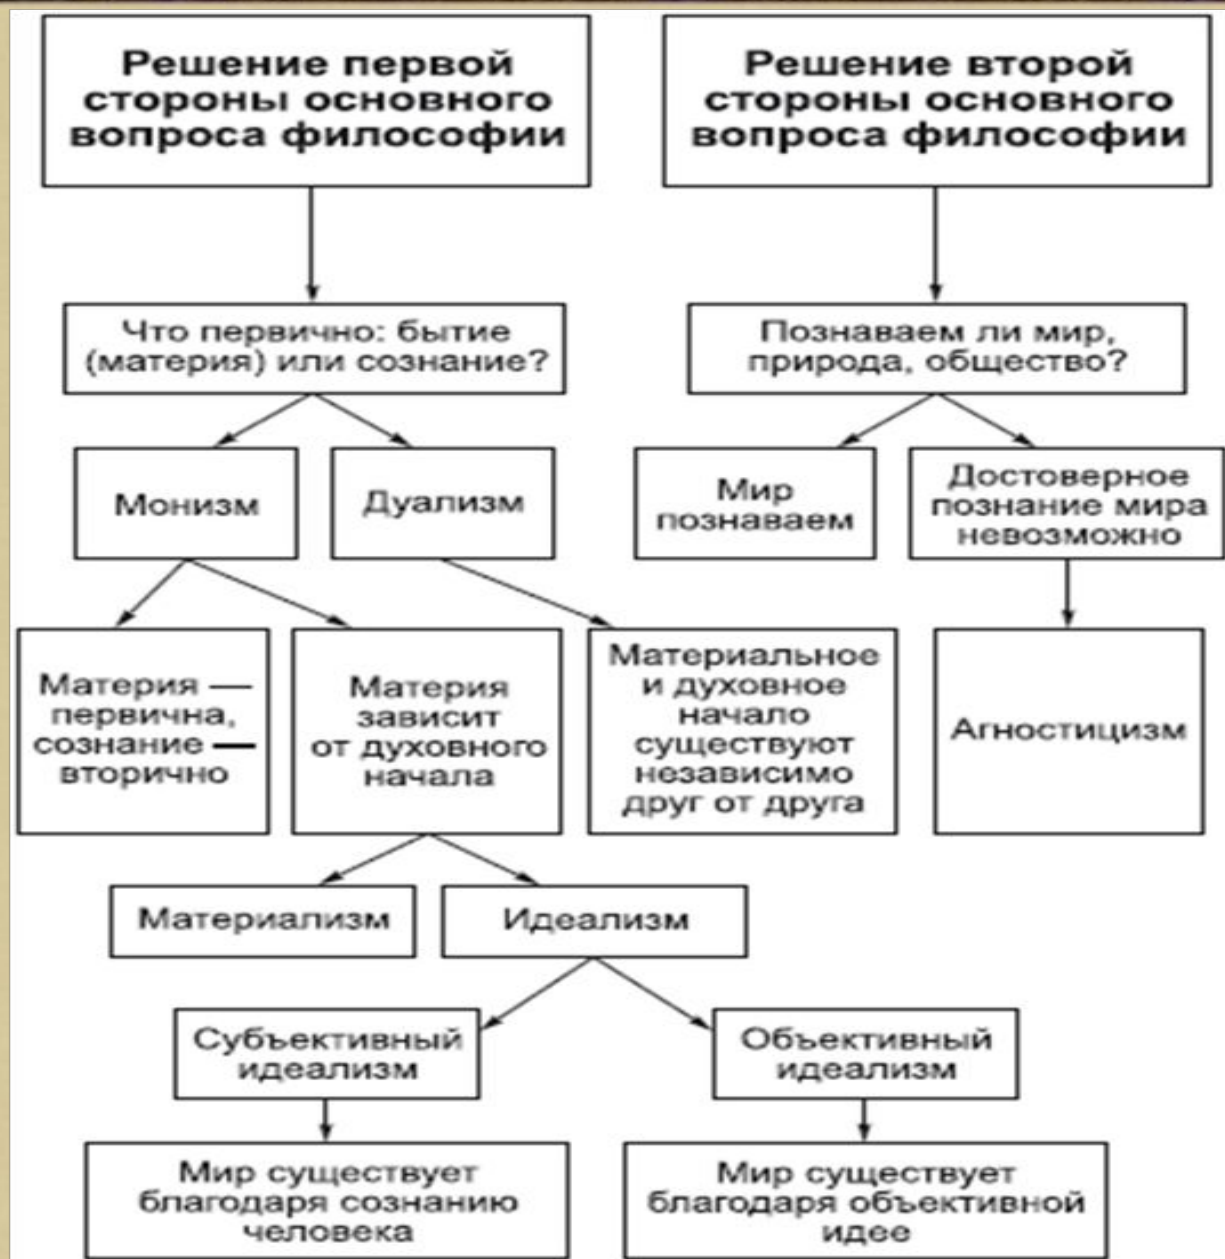 Решение первой
стороны основного
вопроса философии
Решение второй
стороны основного
вопроса философии
Что первично: бытие
(материя) или сознание?
Познаваем ли мир,
природа, общество?
Монизм
Дуализм
Мир
познаваем
Достоверное
познание мира
невозможно
Материя —
первична,
сознание —
вторично
Материя
зависит
от духовного
начала
Материальное
и духовное
начало
существуют
независимо
друг от друга
Агностицизм
Материализм
Идеализм
Субъективный
идеализм
Объективный
идеализм
Мир существует
благодаря сознанию
человека
Мир существует
благодаря объективной
идее